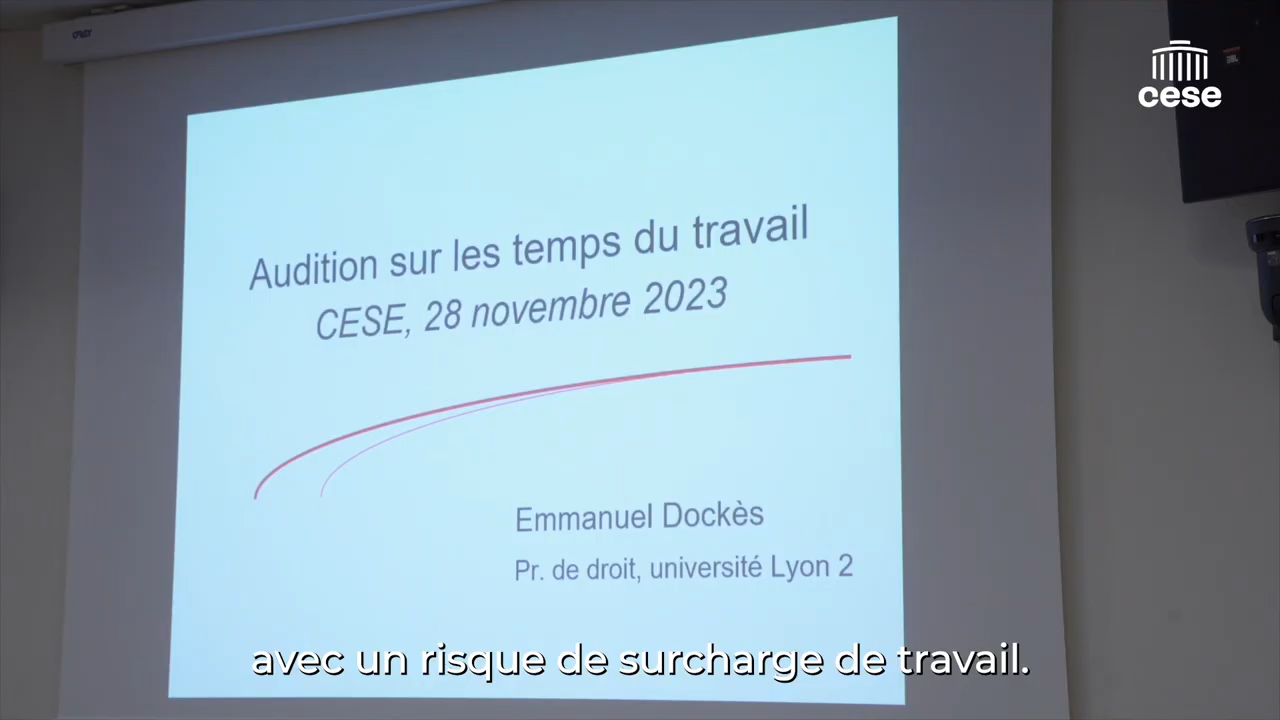 cese
Audition sur les temps du travail
CESE, 28 novembre 2023
Emmanuel Dockès
Pr. de droit, université Lyon 2
avec un risque de surcharge de travail.